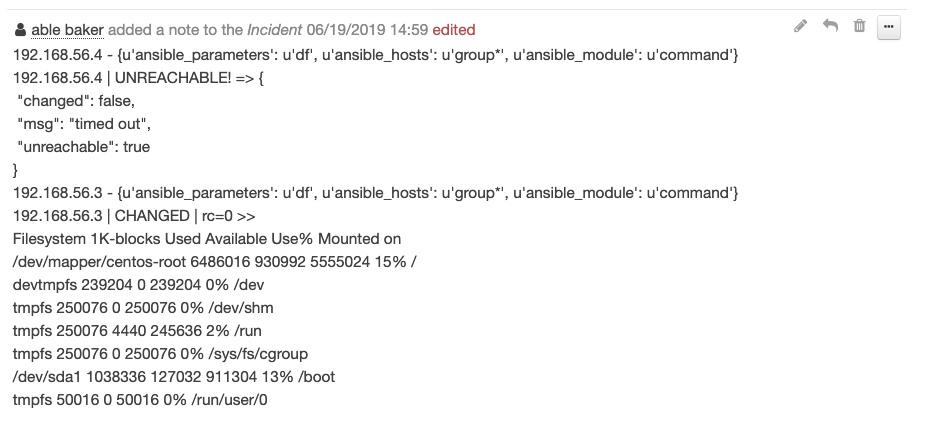 able baker added a note to the Incident 06/19/2019 14:59 edited
192.168.56.4 - {u'ansible_parameters': u'df', u'ansible_hosts': u'group*', u'ansible_module': u'command'}
192.168.56.4 | UNREACHABLE! => {
"changed": false,
"msg": "timed out",
"unreachable": true
}
192.168.56.3 - {u'ansible_parameters': u'df', u'ansible_hosts': u'group*', u'ansible_module': u'command'}
192.168.56.3 | CHANGED | rc=0 >>
Filesystem 1K-blocks Used Available Use% Mounted on
/dev/mapper/centos-root 6486016 930992 5555024 15% /
devtmpfs 239204 0 239204 0% /dev
tmpfs 250076 0 250076 0% /dev/shm
tmpfs 250076 4440 245636 2% /run
tmpfs 250076 0 250076 0% /sys/fs/cgroup
/dev/sda1 1038336 127032 911304 13% /boot
tmpfs 50016 0 50016 0% /run/user/0